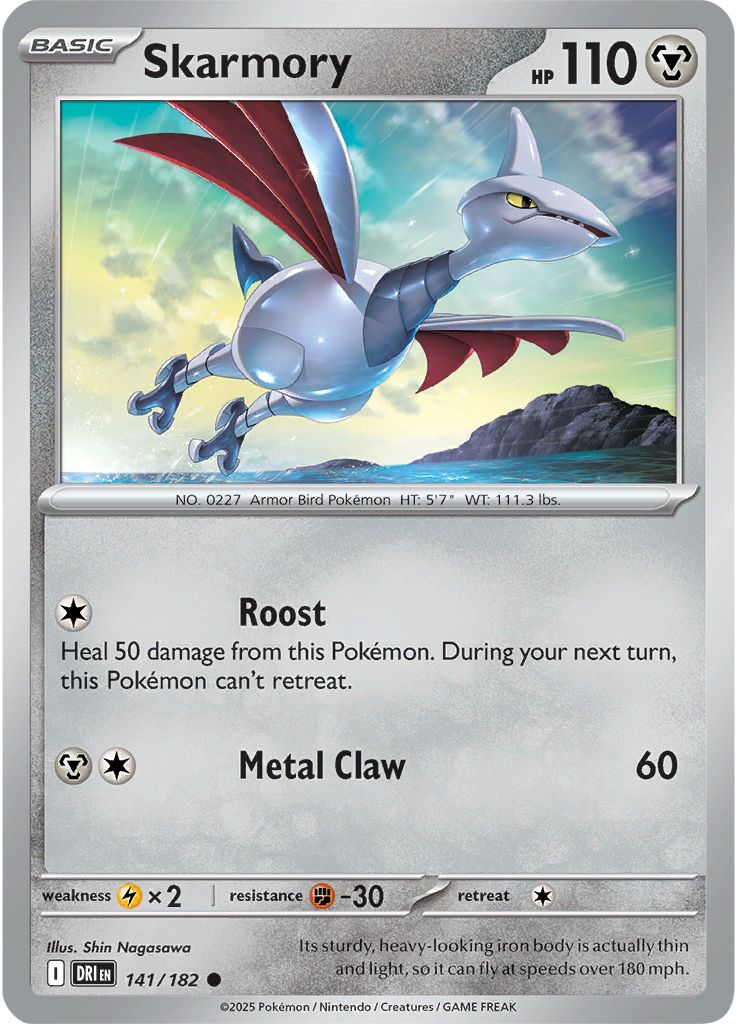 BASIC
Skarmory
HP 110
NO. 0227 Armor Bird Pokémon HT: 5'7" WT: 111.3 lbs.
Roost
Heal 50 damage from this Pokémon. During your next turn,
this Pokémon can't retreat.
Metal Claw 60
weakness ×2 resistance -30 retreat
Illus. Shin Nagasawa
Its sturdy, heavy-looking iron body is actually thin
and light, so it can fly at speeds over 180 mph.
I DRI EN 141/182
©2025 Pokémon / Nintendo / Creatures / GAME FREAK